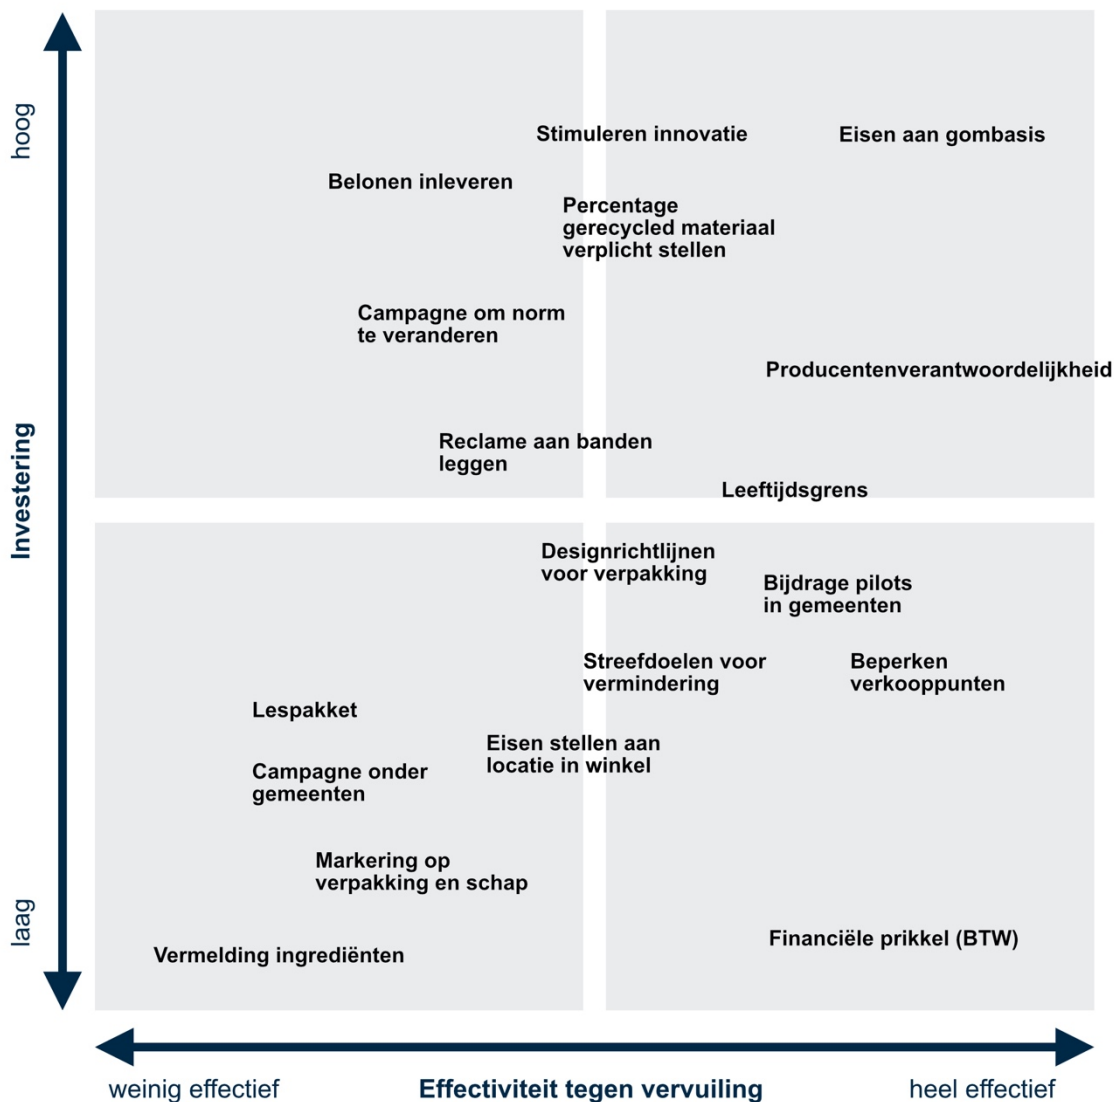 hoog
Stimuleren innovatie
Eisen aan gombasis
Belonen inleveren
Percentage
gerecycled materiaal
verplicht stellen
Campagne om norm
te veranderen
Producentenverantwoordelijkheid
Reclame aan banden
leggen
Leeftijdsgrens
Investering
Designrichtlijnen
voor verpakking
Bijdrage pilots
in gemeenten
Streefdoelen voor
vermindering
Beperken
verkooppunten
Lespakket
Eisen stellen aan
locatie in winkel
Campagne onder
gemeenten
Markering op
verpakking en schap
laag
Financiële prikkel (BTW)
Vermelding ingrediënten
weinig effectief
Effectiviteit tegen vervuiling
heel effectief